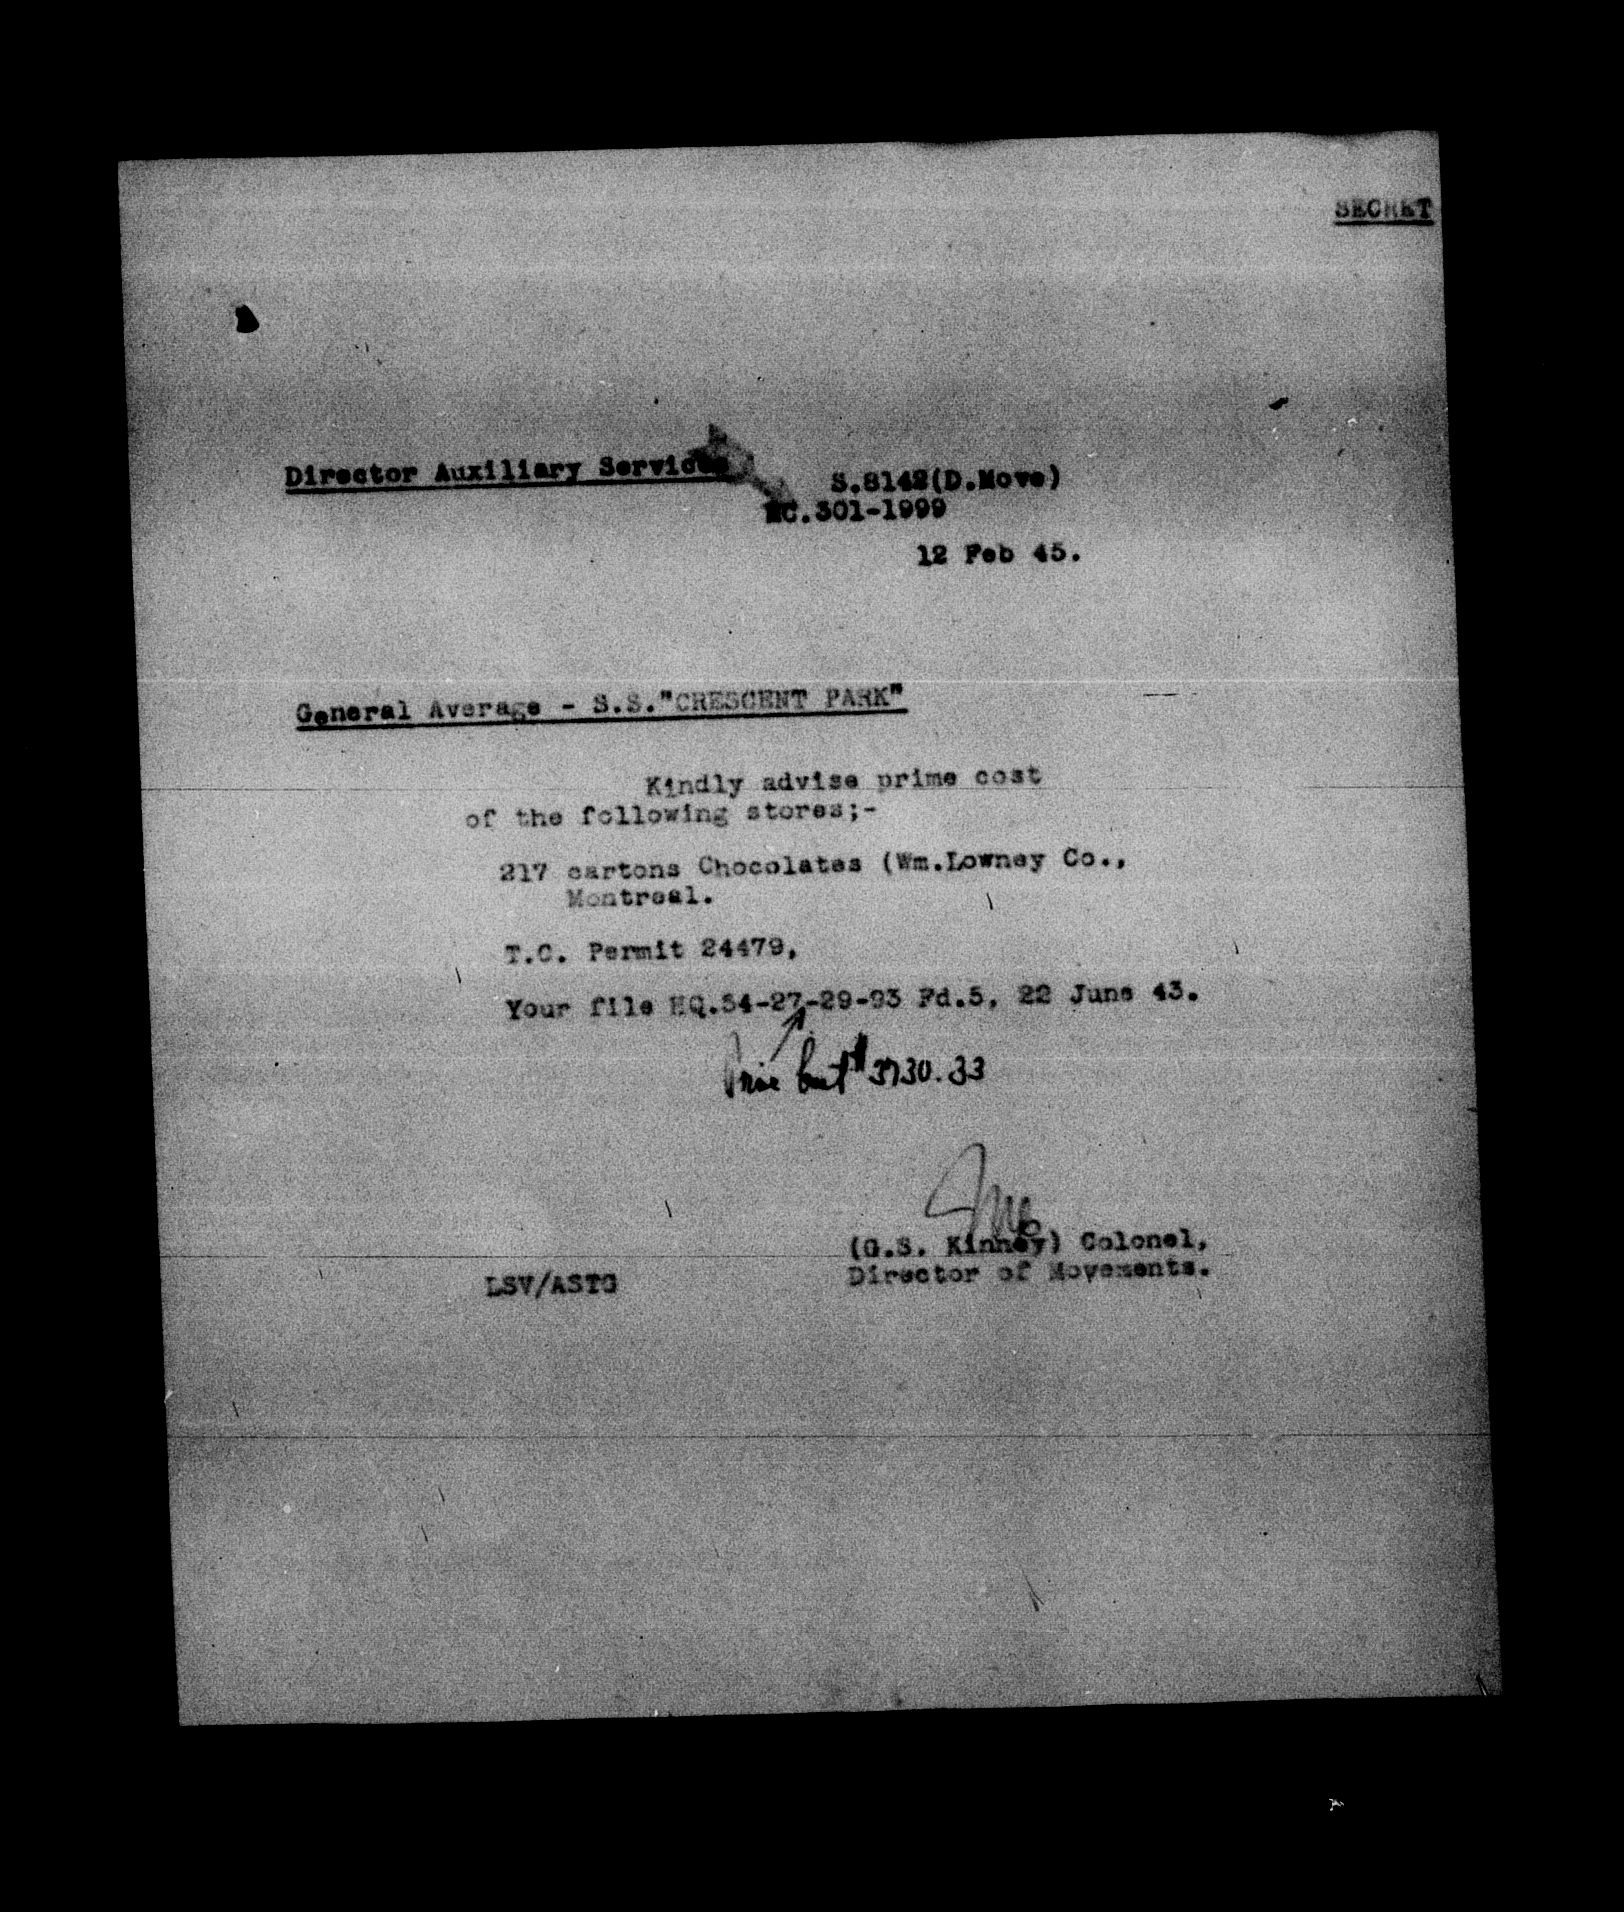 SECRET
Director Auxiliary Services
S.8142(D.Move)
HC.301-1999
12 Feb 45.
General Average - S.S."CRESCENT PARK"
Kindly advise prime cost
of the following stores;-
217 cartons Chocolates (Wm.Lowney Co.,
Montreal.
T.C. Permit 24479,
Your file HQ.54-27-29-93 Fd.5, 22 June 43.
Price Cost $3730.33
(G.S. Kinney) Colonel,
Director of Movements.
LSV/ASTG